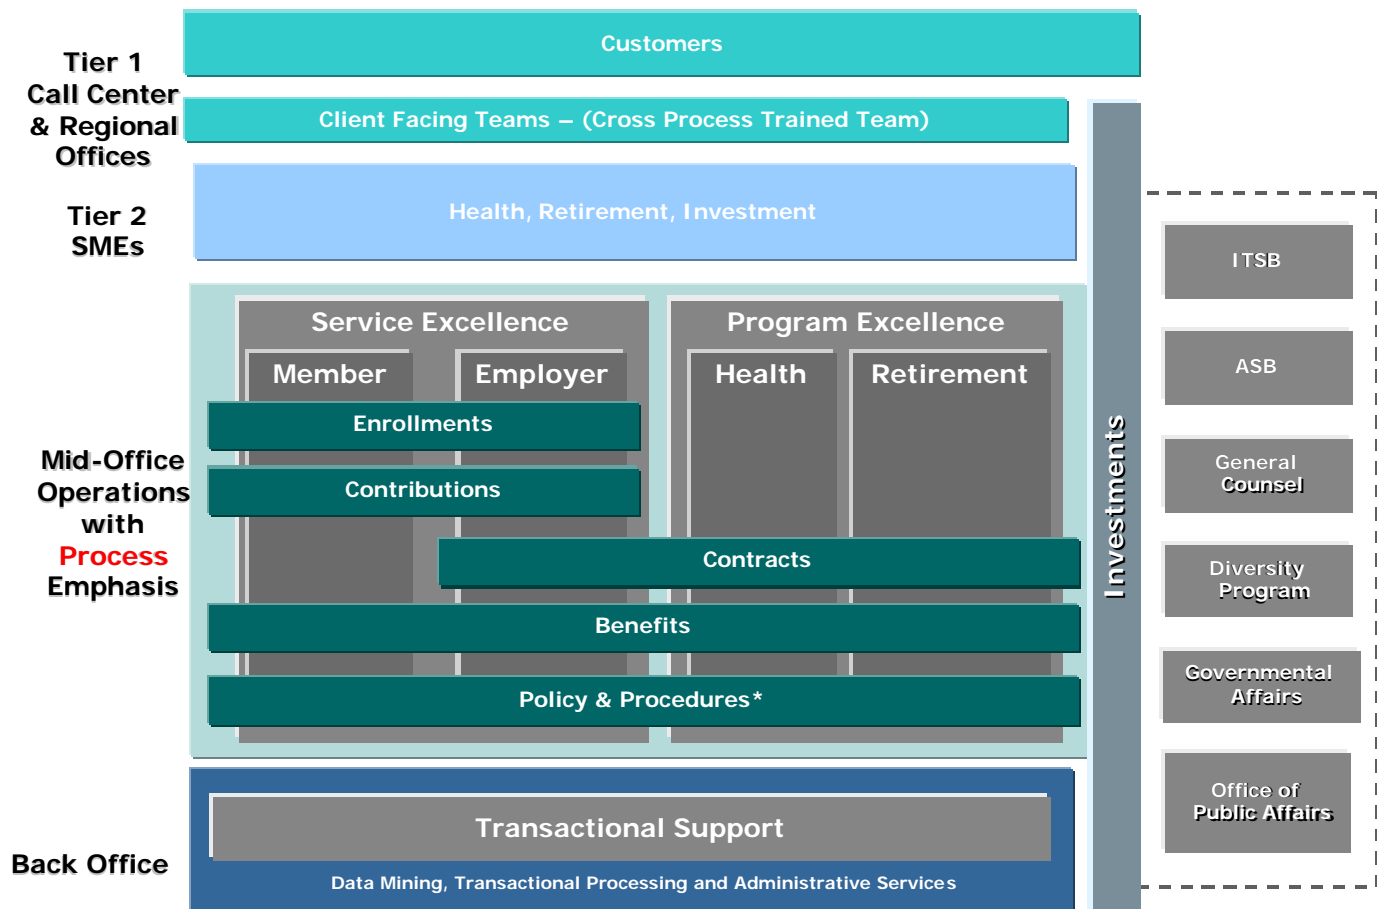 Customers
Tier 1
Call Center
& Regional
Offices
Client Facing Teams – (Cross Process Trained Team)
Tier 2
SMEs
Health, Retirement, Investment
Mid-Office
Operations
with
Process
Emphasis
Service Excellence
Program Excellence
Member
Employer
Health
Retirement
Enrollments
Contributions
Contracts
Benefits
Policy & Procedures*
Back Office
Transactional Support
Data Mining, Transactional Processing and Administrative Services
Investments
ITSB
ASB
General
Counsel
Diversity
Program
Governmental
Affairs
Office of
Public Affairs